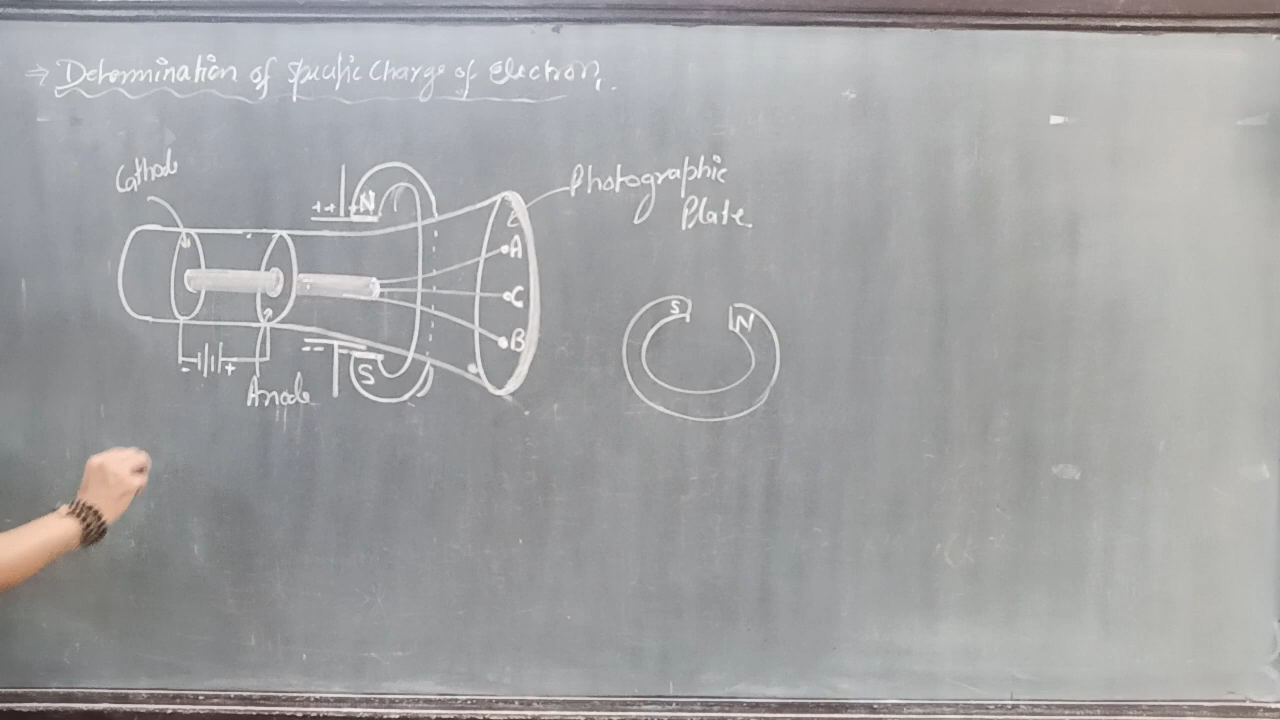 ⇒ Determination of Specific Charge of Electron.
Cathode
Photographic
Plate
+++ N
A
C
B
S N
- +
--
S
Anode